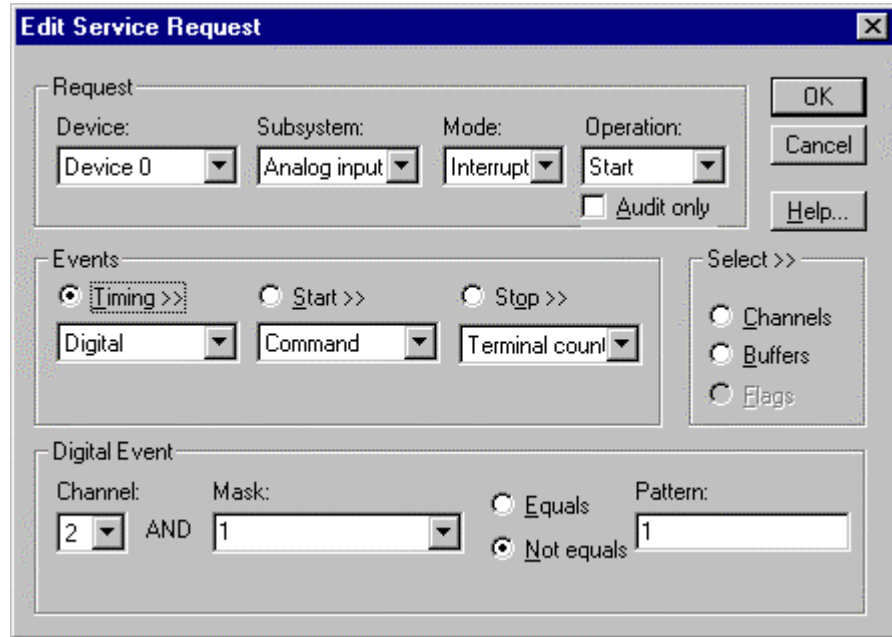 Edit Service Request
Request
OK
Device: Subsystem: Mode: Operation:
Device 0 Analog input Interrupt Start
Cancel
Audit only
Help...
Events
Select >>
Timing >> Start >> Stop >>
Channels
Digital Command Terminal count
Buffers
Flags
Digital Event
Channel: Mask: Pattern:
Equals
2 AND 1 1
Not equals